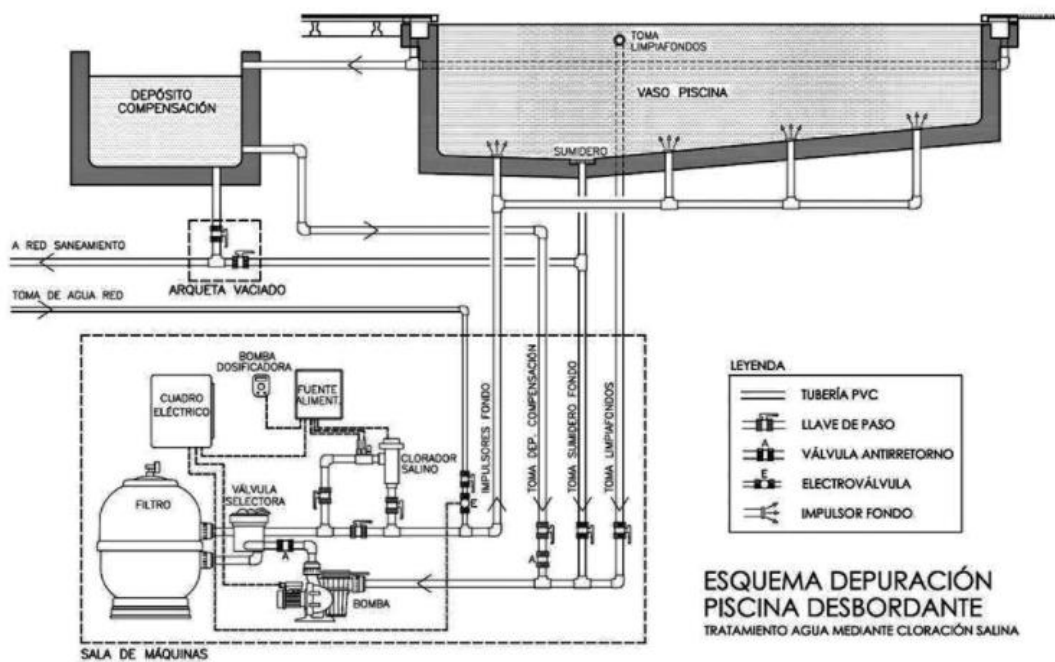 TOMA
LIMPIAFONDOS
VASO PISCINA
DEPÓSITO
COMPENSACIÓN
SUMIDERO
A RED SANEAMIENTO
ARQUETA VACIADO
TOMA DE AGUA RED
BOMBA
DOSIFICADORA
CUADRO
ELÉCTRICO
FUENTE
ALIMENT.
CLORADOR
SALINO
IMPULSORES FONDO
TOMA DEP. COMPENSACIÓN
TOMA SUMIDERO FONDO
TOMA LIMPIAFONDOS
FILTRO
VÁLVULA
SELECTORA
E
A
A
BOMBA
SALA DE MÁQUINAS
LEYENDA
TUBERÍA PVC
LLAVE DE PASO
A
VÁLVULA ANTIRRETORNO
E
ELECTROVÁLVULA
IMPULSOR FONDO
ESQUEMA DEPURACIÓN
PISCINA DESBORDANTE
TRATAMIENTO AGUA MEDIANTE CLORACIÓN SALINA